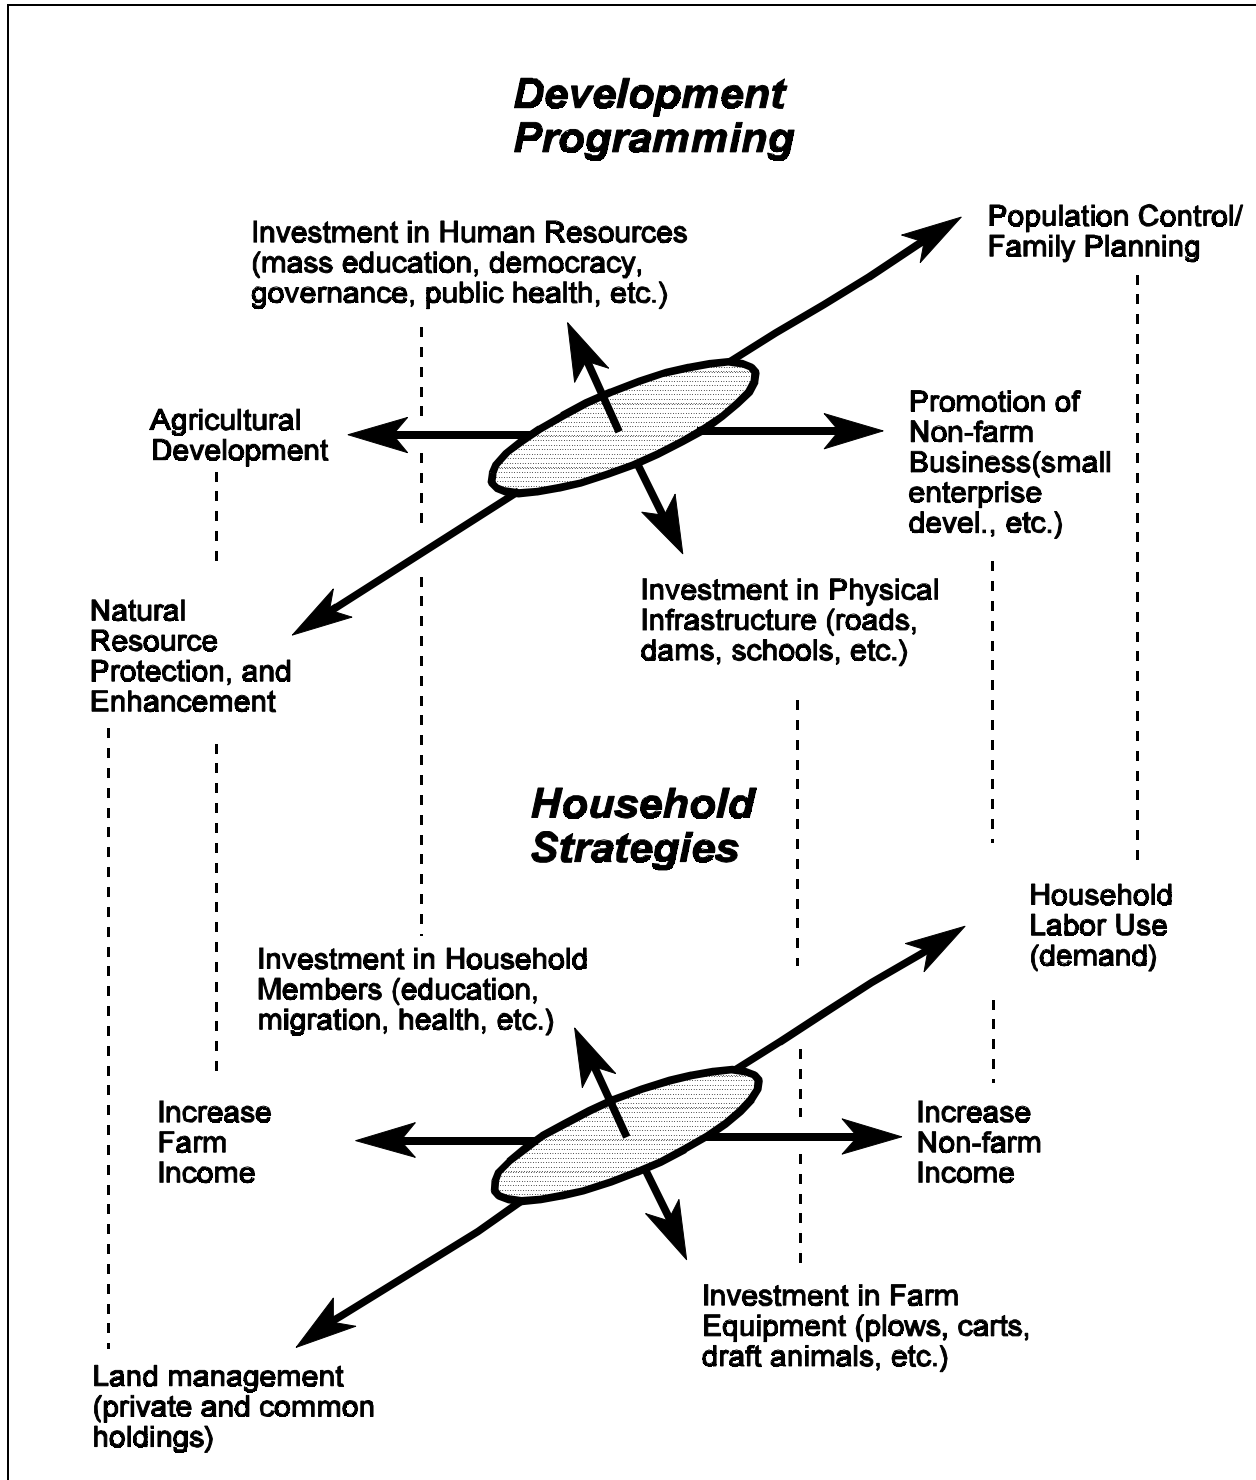 Development
Programming
Investment in Human Resources
(mass education, democracy,
governance, public health, etc.)
Population Control/
Family Planning
Agricultural
Development
Promotion of
Non-farm
Business(small
enterprise
devel., etc.)
Natural
Resource
Protection, and
Enhancement
Investment in Physical
Infrastructure (roads,
dams, schools, etc.)
Household
Strategies
Investment in Household
Members (education,
migration, health, etc.)
Household
Labor Use
(demand)
Increase
Farm
Income
Increase
Non-farm
Income
Land management
(private and common
holdings)
Investment in Farm
Equipment (plows, carts,
draft animals, etc.)